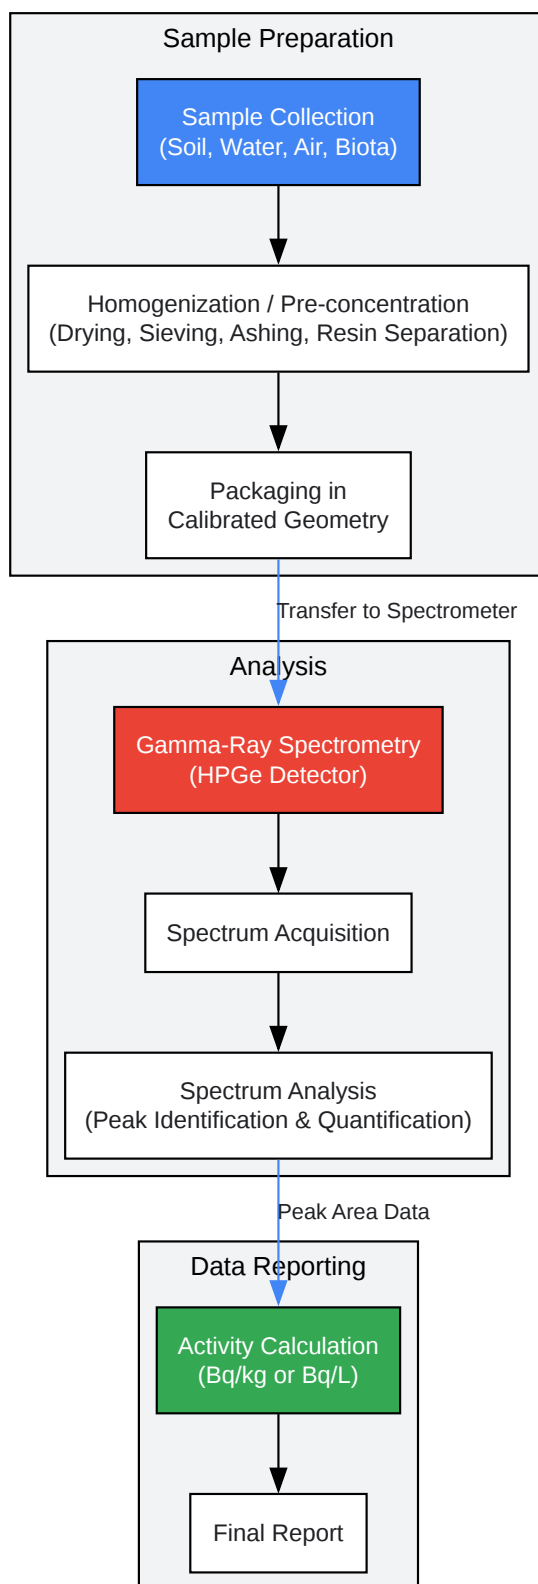 Sample Preparation
Sample Collection
(Soil, Water, Air, Biota)
Homogenization / Pre-concentration
(Drying, Sieving, Ashing, Resin Separation)
Packaging in
Calibrated Geometry
Transfer to Spectrometer
Analysis
Gamma-Ray Spectrometry
(HPGe Detector)
Spectrum Acquisition
Spectrum Analysis
(Peak Identification & Quantification)
Peak Area Data
Data Reporting
Activity Calculation
(Bq/kg or Bq/L)
Final Report